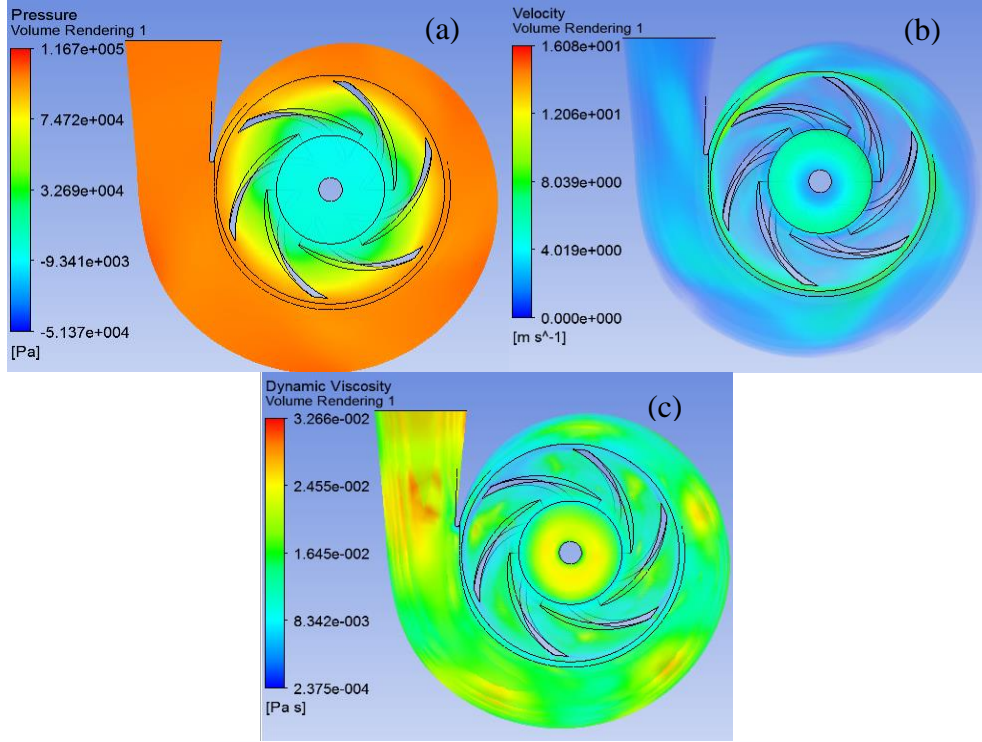 Pressure
Volume Rendering 1
(a)
1.167e+005
7.472e+004
3.269e+004
-9.341e+003
-5.137e+004
[Pa]
Velocity
Volume Rendering 1
(b)
1.608e+001
1.206e+001
8.039e+000
4.019e+000
0.000e+000
[m s^-1]
Dynamic Viscosity
Volume Rendering 1
(c)
3.266e-002
2.455e-002
1.645e-002
8.342e-003
2.375e-004
[Pa s]